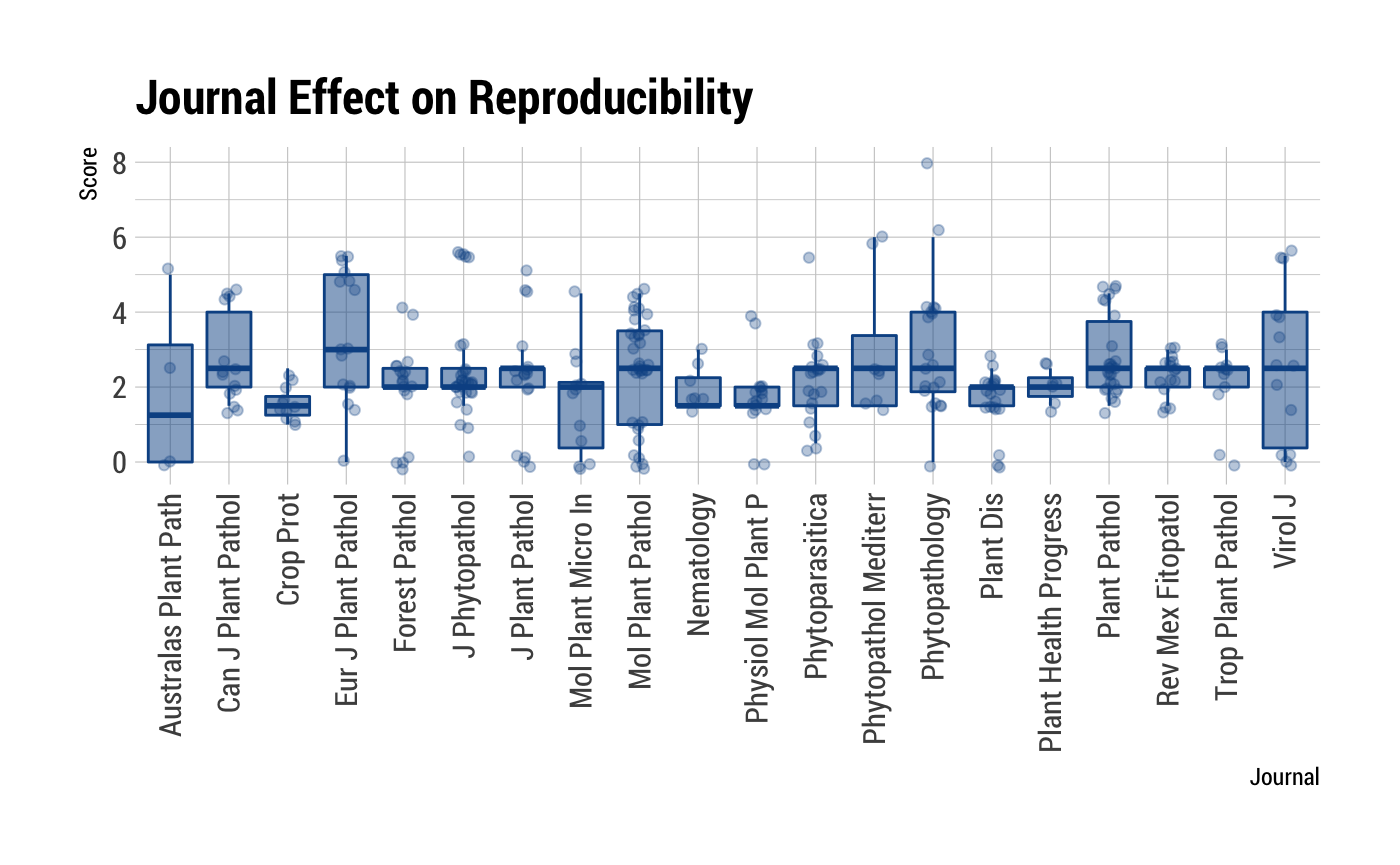 Journal Effect on Reproducibility
Score
8
6
4
2
0
Australas Plant Path
Can J Plant Pathol
Crop Prot
Eur J Plant Pathol
Forest Pathol
J Phytopathol
J Plant Pathol
Mol Plant Micro In
Mol Plant Pathol
Nematology
Physiol Mol Plant P
Phytoparasitica
Phytopathol Mediterr
Phytopathology
Plant Dis
Plant Health Progress
Plant Pathol
Rev Mex Fitopatol
Trop Plant Pathol
Virol J
Journal